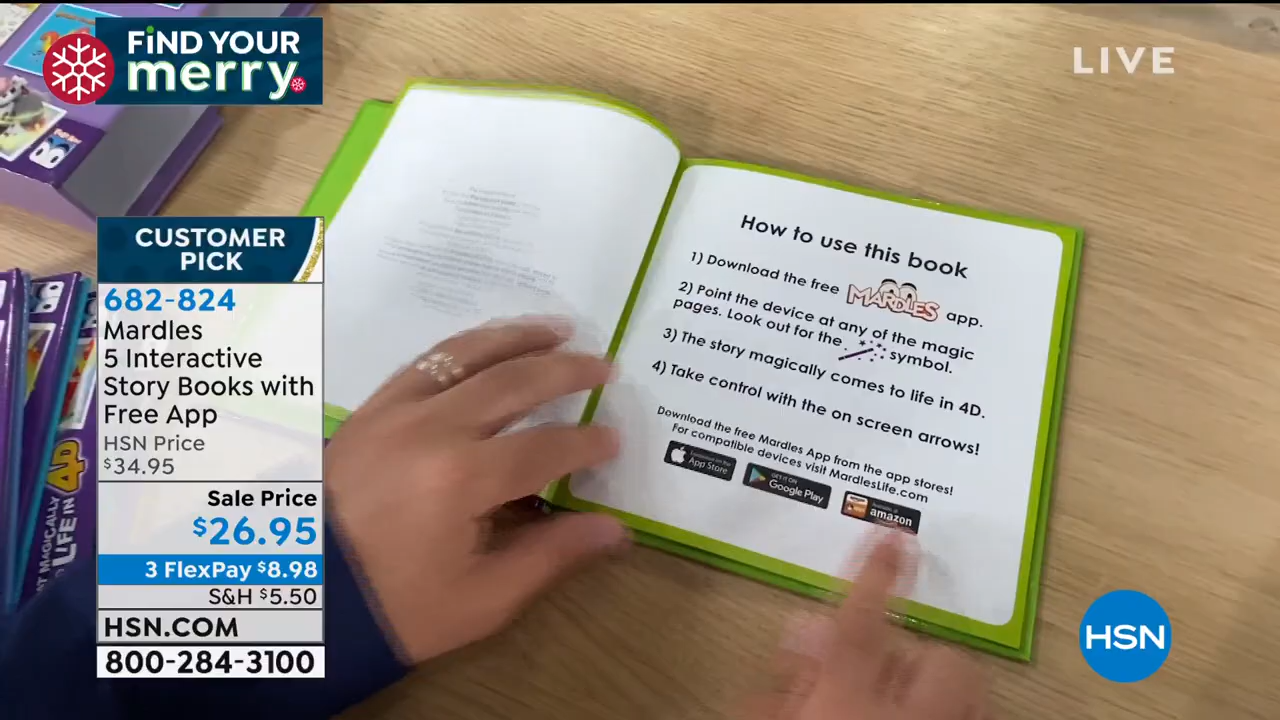 FiND YOUR
merry
LIVE
CUSTOMER
PICK
682-824
Mardles
5 Interactive
Story Books with
Free App
HSN Price
$34.95
Sale Price
$26.95
3 FlexPay $8.98
S&H $5.50
HSN.COM
800-284-3100
How to use this book
1) Download the free MARDLES app.
2) Point the device at any of the magic
pages. Look out for the symbol.
3) The story magically comes to life in 4D.
4) Take control with the on screen arrows!
Download the free Mardles App from the app stores!
For compatible devices visit MardlesLife.com
App Store
GET IT ON
Google Play
amazon
MAGICALLY
LIFE IN 4D
HSN